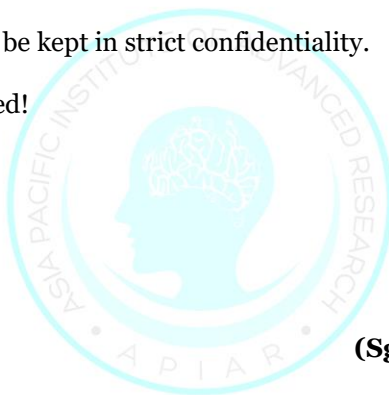 be kept in strict confidentiality.
ed!
ASIA PACIFIC INSTITUTE OF ADVANCED RESEARCH
APIAR
(Sg